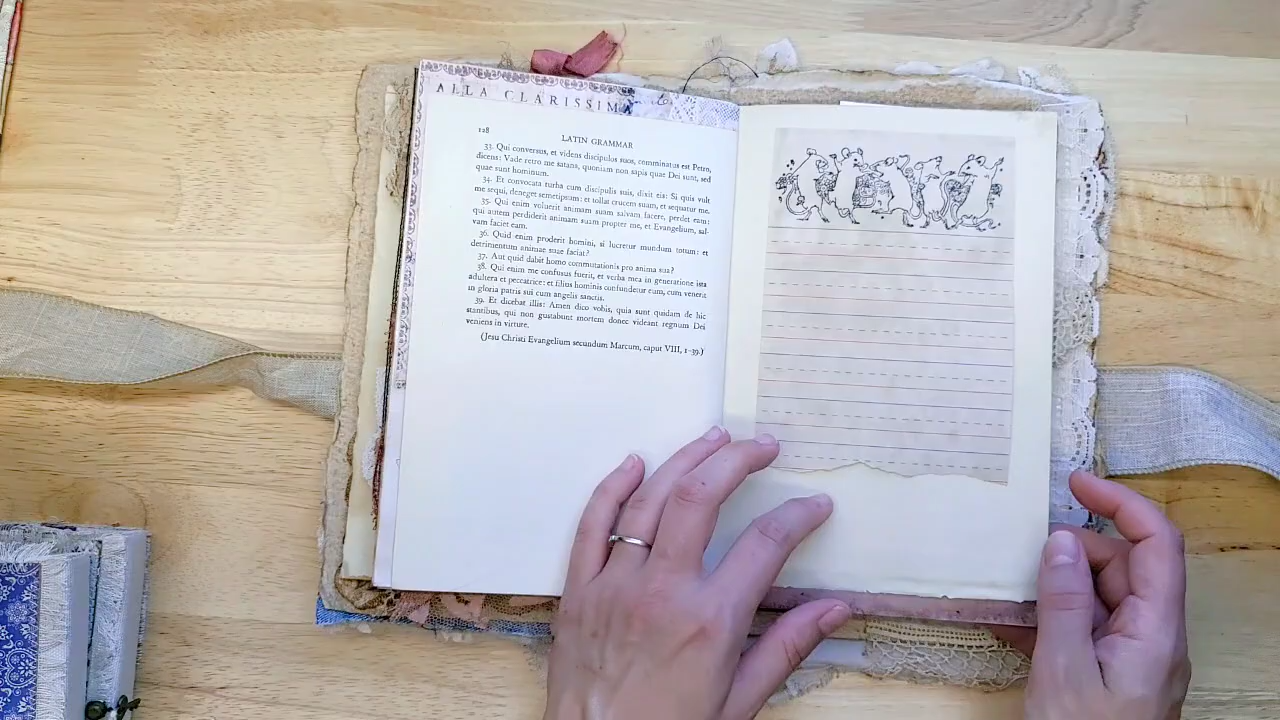 ALLA CLARISSIMA
128 LATIN GRAMMAR
33. Qui conversus, et videns discipulos suos, comminatus est Petro,
dicens: Vade retro me satana, quoniam non sapis quae Dei sunt, sed
quae sunt hominum.
34. Et convocata turba cum discipulis suis, dixit eis: Si quis vult
me sequi, deneget semetipsum: et tollat crucem suam, et sequatur me.
35. Qui enim voluerit animam suam salvam facere, perdet eam:
qui autem perdiderit animam suam propter me, et Evangelium, sal-
vam faciet eam.
36. Quid enim proderit homini, si lucretur mundum totum: et
detrimentum animae suae faciat?
37. Aut quid dabit homo commutationis pro anima sua?
38. Qui enim me confusus fuerit, et verba mea in generatione ista
adultera et peccatrice: et filius hominis confundetur eum, cum venerit
in gloria patris sui cum angelis sanctis.
39. Et dicebat illis: Amen dico vobis, quia sunt quidam de hic
stantibus, qui non gustabunt mortem donec videant regnum Dei
veniens in virtute.
(Jesu Christi Evangelium secundum Marcum, caput VIII, 1-39.)